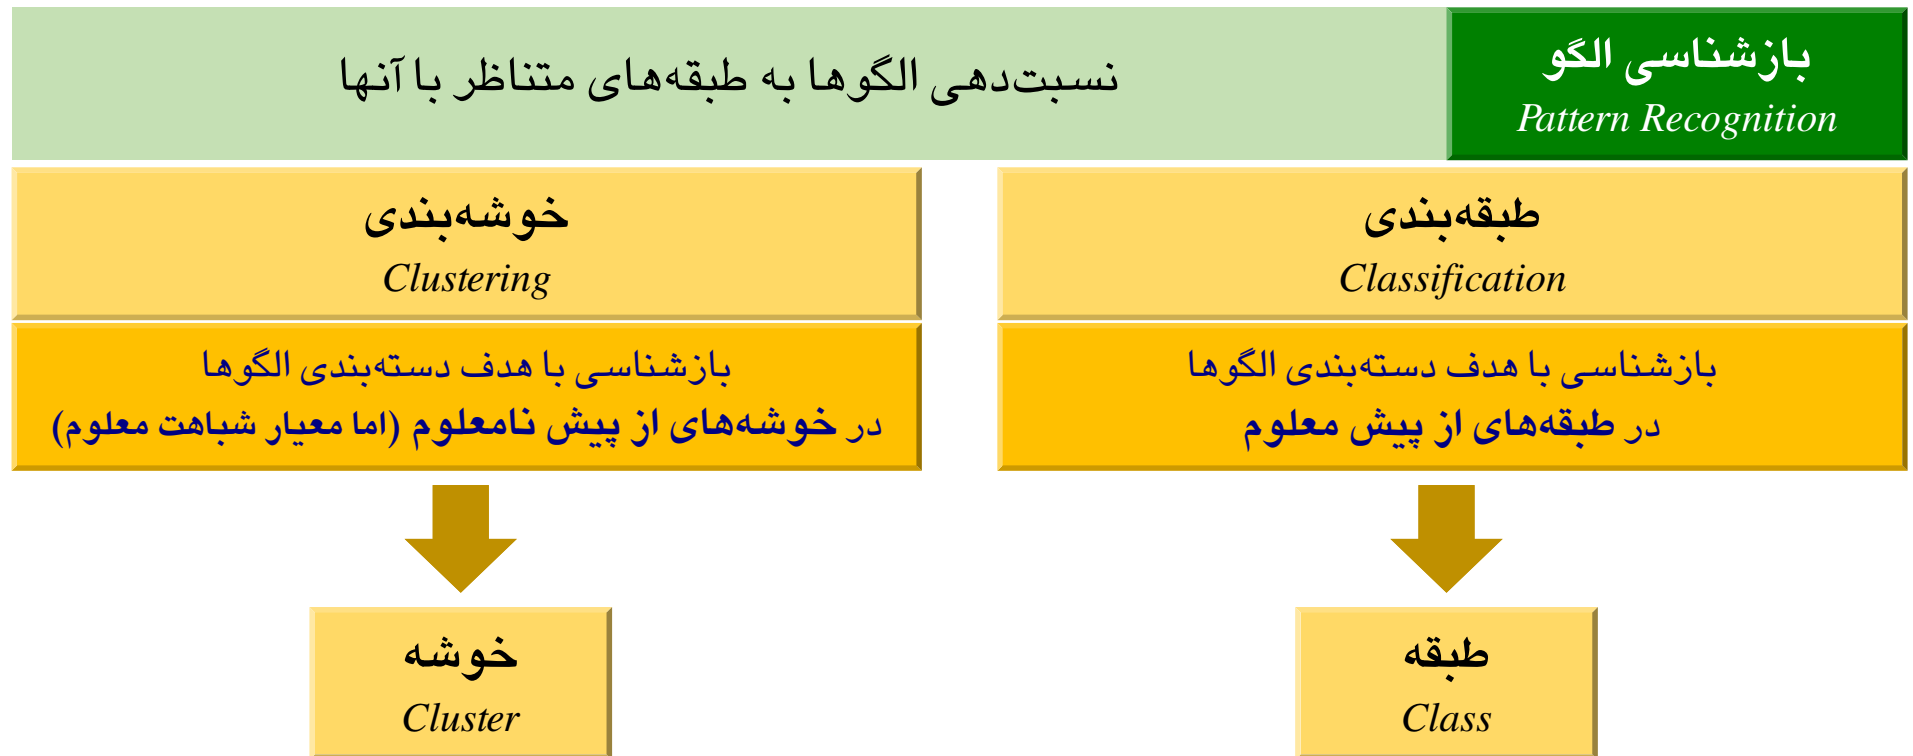 بازشناسی الگو
Pattern Recognition
نسبت‌دهی الگوها به طبقه‌های متناظر با آنها
طبقه‌بندی
Classification
بازشناسی با هدف دسته‌بندی الگوها
در طبقه‌های از پیش معلوم
طبقه
Class
خوشه‌بندی
Clustering
بازشناسی با هدف دسته‌بندی الگوها
در خوشه‌های از پیش نامعلوم (اما معیار شباهت معلوم)
خوشه
Cluster